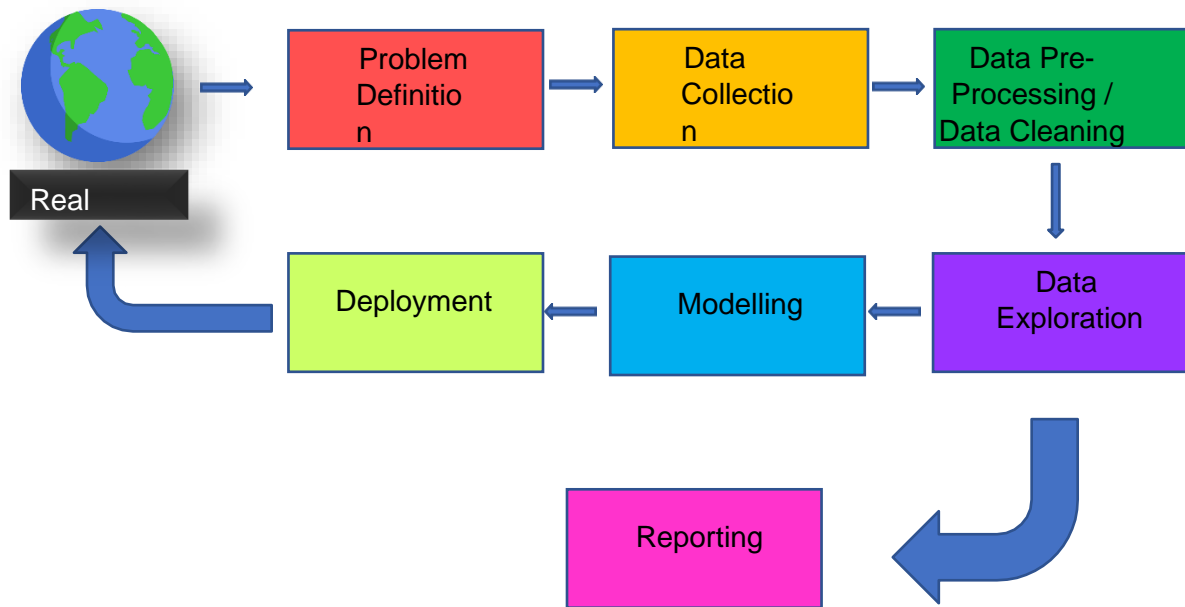 Problem
Definitio
n
Data
Collectio
n
Data Pre-
Processing /
Data Cleaning
Real
Deployment
Modelling
Data
Exploration
Reporting